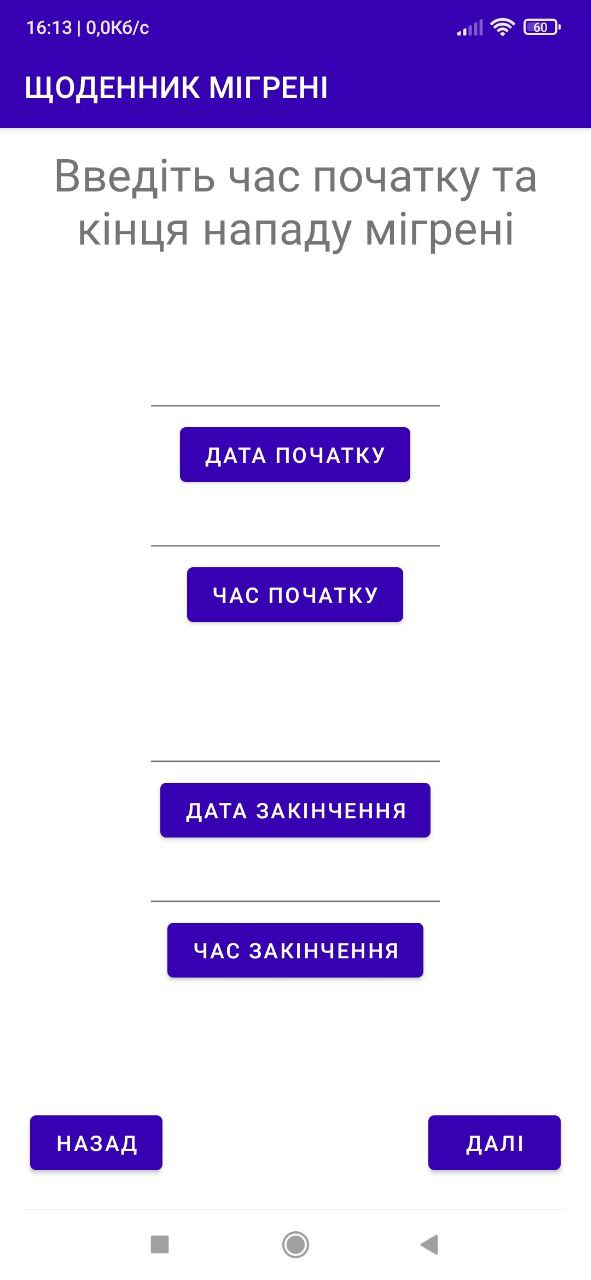 16:13 | 0,0Кб/с
60
ЩОДЕННИК МІГРЕНІ
Введіть час початку та
кінця нападу мігрені
ДАТА ПОЧАТКУ
ЧАС ПОЧАТКУ
ДАТА ЗАКІНЧЕННЯ
ЧАС ЗАКІНЧЕННЯ
НАЗАД
ДАЛІ